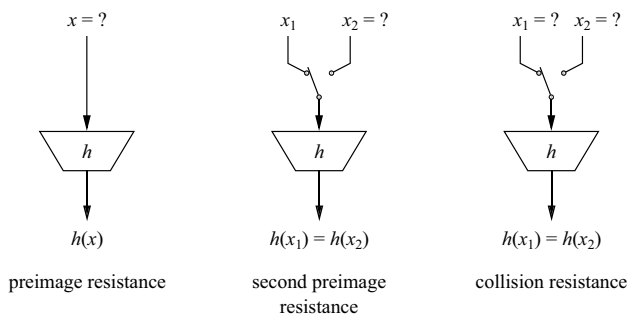 x = ?
h
h(x)
preimage resistance
x₁
x₂ = ?
h
h(x₁) = h(x₂)
second preimage
resistance
x₁ = ?
x₂ = ?
h
h(x₁) = h(x₂)
collision resistance